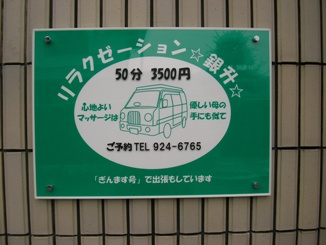 リラクゼーション☆銀升☆
50分 3500円
心地よい
マッサージは
優しい母の
手にも似て
ご予約 TEL 924-6765
「ぎんます号」で出張もしています